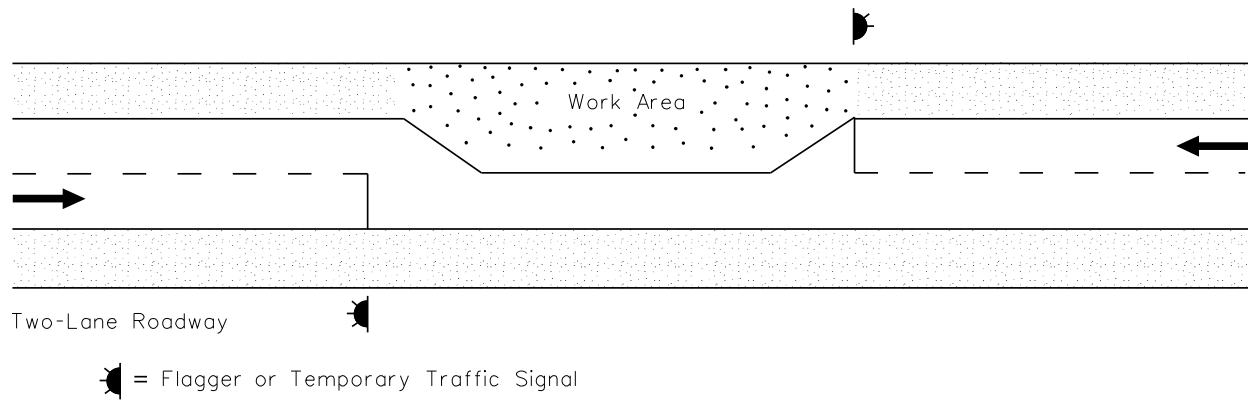 Work Area
Two-Lane Roadway
= Flagger or Temporary Traffic Signal